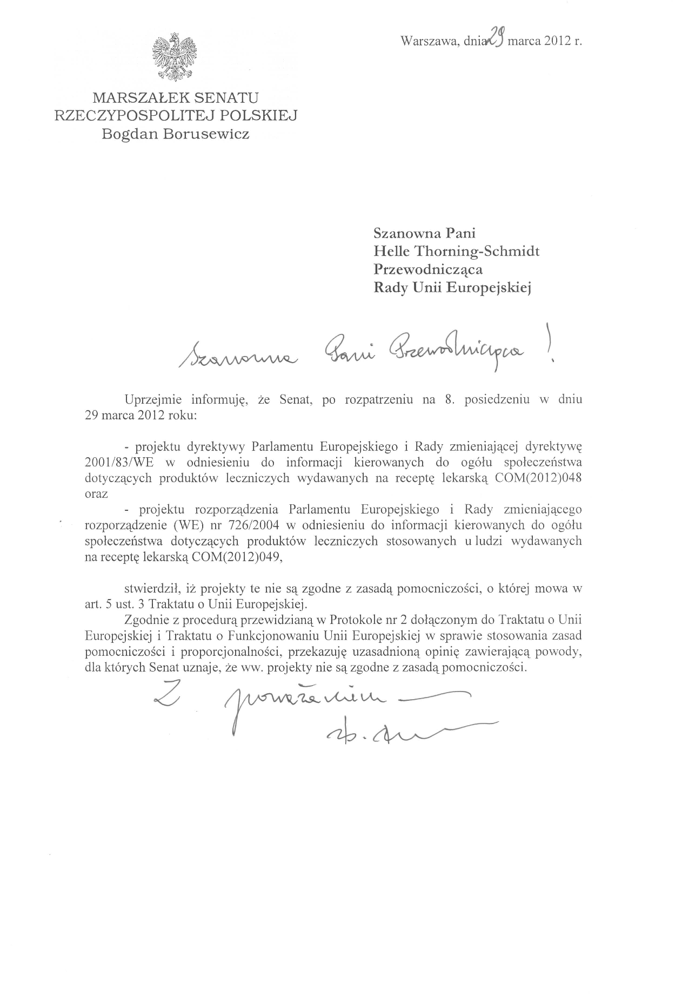 Warszawa, dnia 29 marca 2012 r.
MARSZAŁEK SENATU
RZECZYPOSPOLITEJ POLSKIEJ
Bogdan Borusewicz
Szanowna Pani
Helle Thorning-Schmidt
Przewodnicząca
Rady Unii Europejskiej
Szanowna Pani Przewodnicząca !
Uprzejmie informuję, że Senat, po rozpatrzeniu na 8. posiedzeniu w dniu
29 marca 2012 roku:
- projektu dyrektywy Parlamentu Europejskiego i Rady zmieniającej dyrektywę
2001/83/WE w odniesieniu do informacji kierowanych do ogółu społeczeństwa
dotyczących produktów leczniczych wydawanych na receptę lekarską COM(2012)048
oraz
- projektu rozporządzenia Parlamentu Europejskiego i Rady zmieniającego
rozporządzenie (WE) nr 726/2004 w odniesieniu do informacji kierowanych do ogółu
społeczeństwa dotyczących produktów leczniczych stosowanych u ludzi wydawanych
na receptę lekarską COM(2012)049,
stwierdził, iż projekty te nie są zgodne z zasadą pomocniczości, o której mowa w
art. 5 ust. 3 Traktatu o Unii Europejskiej.
Zgodnie z procedurą przewidzianą w Protokole nr 2 dołączonym do Traktatu o Unii
Europejskiej i Traktatu o Funkcjonowaniu Unii Europejskiej w sprawie stosowania zasad
pomocniczości i proporcjonalności, przekazuję uzasadnioną opinię zawierającą powody,
dla których Senat uznaje, że ww. projekty nie są zgodne z zasadą pomocniczości.
Z poważaniem